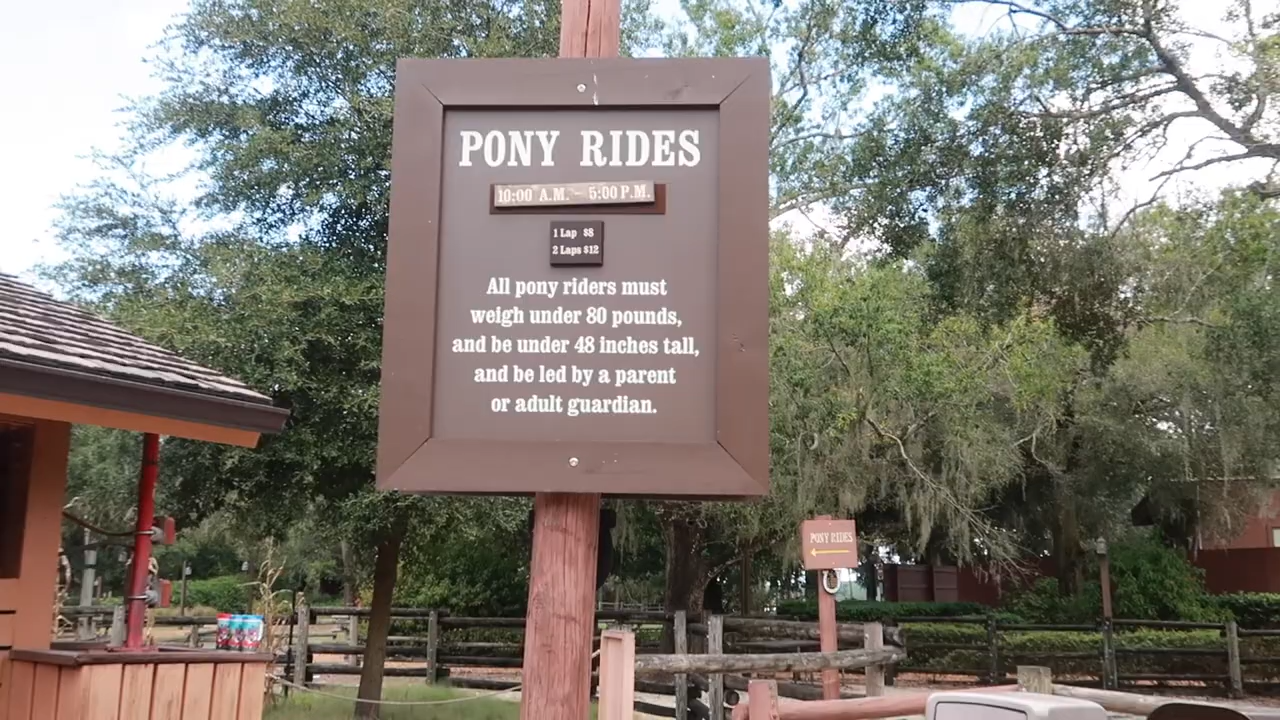 PONY RIDES
10:00 A.M. – 5:00 P.M.
1 Lap $8
2 Laps $12
All pony riders must
weigh under 80 pounds,
and be under 48 inches tall,
and be led by a parent
or adult guardian.
PONY RIDES